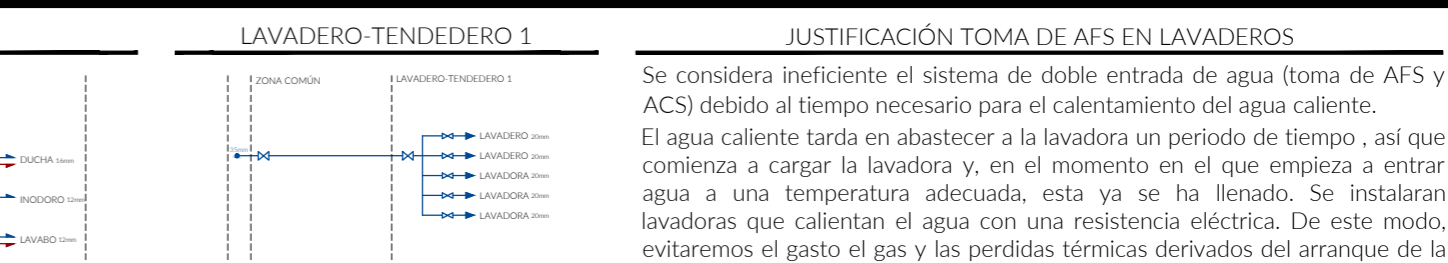 LAVADERO-TENDEDERO 1
ZONA COMÚN
LAVADERO-TENDEDERO 1
35mm
LAVADERO 20mm
LAVADERO 20mm
LAVADORA 20mm
LAVADORA 20mm
LAVADORA 20mm
DUCHA 16mm
INODORO 12mm
LAVABO 12mm
JUSTIFICACIÓN TOMA DE AFS EN LAVADEROS
Se considera ineficiente el sistema de doble entrada de agua (toma de AFS y
ACS) debido al tiempo necesario para el calentamiento del agua caliente.
El agua caliente tarda en abastecer a la lavadora un periodo de tiempo , así que
comienza a cargar la lavadora y, en el momento en el que empieza a entrar
agua a una temperatura adecuada, esta ya se ha llenado. Se instalaran
lavadoras que calientan el agua con una resistencia eléctrica. De este modo,
evitaremos el gasto el gas y las perdidas térmicas derivados del arranque de la